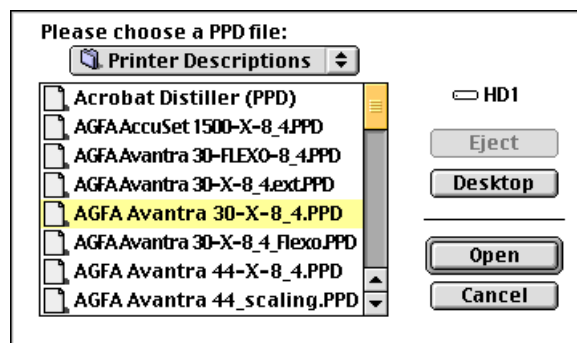 Please choose a PPD file:
Printer Descriptions
Acrobat Distiller (PPD)
AGFA AccuSet 1500-X-8_4.PPD
AGFA Avantra 30-FLEXO-8_4.PPD
AGFA Avantra 30-X-8_4.ext.PPD
AGFA Avantra 30-X-8_4.PPD
AGFA Avantra 30-X-8_4_Flexo.PPD
AGFA Avantra 44-X-8_4.PPD
AGFA Avantra 44_scaling.PPD
HD1
Eject
Desktop
Open
Cancel